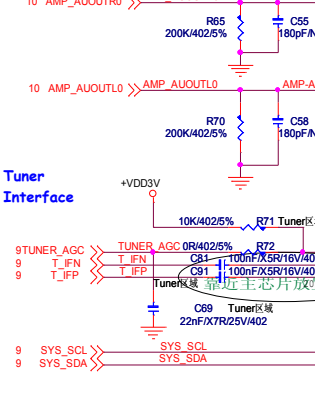 10 AMP_AUOUTR0
R65 C55
200K/402/5% 180pF/N
10 AMP_AUOUTL0 AMP_AUOUTL0 AMP-A
R70 C58
200K/402/5% 180pF/N
Tuner
Interface
+VDD3V
10K/402/5% R71 Tuner区
9 TUNER_AGC TUNER_AGC 0R/402/5% R72
9 T_IFN T_IFN C81 100nF/X5R/16V/40
9 T_IFP T_IFP C91 100nF/X5R/16V/40
Tuner区域 靠近主芯片放
C69 Tuner区域
22nF/X7R/25V/402
9 SYS_SCL SYS_SCL
9 SYS_SDA SYS_SDA